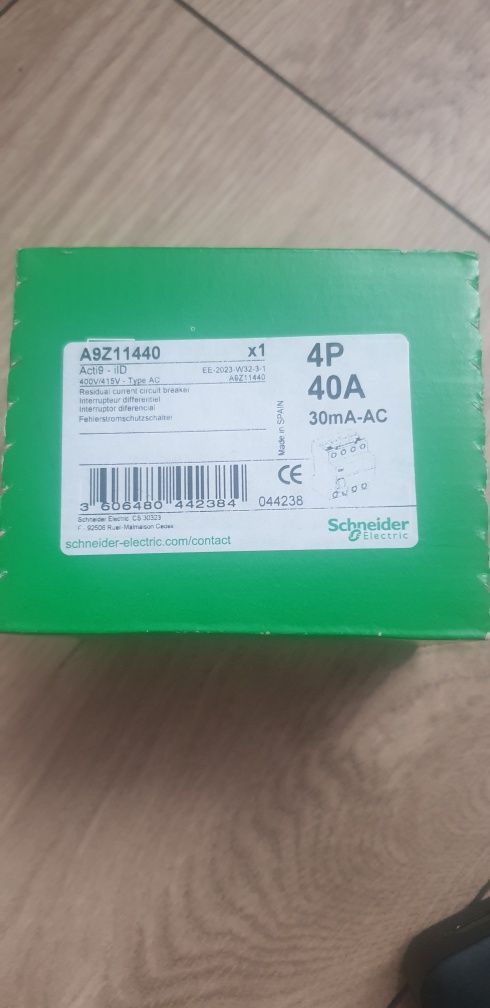 A9Z11440 x1
Acti9 - iID EE-2023-W32-3-1
400V/415V - Type AC A9Z11440
Residual current circuit breaker
Interrupteur différentiel
Interruptor diferencial
Fehlerstromschutzschalter
4P
40A
30mA-AC
Made in SPAIN
CE
3 606480 442384 044238
Schneider Electric CS 30323
F - 92506 Rueil-Malmaison Cedex
schneider-electric.com/contact
Schneider
Electric